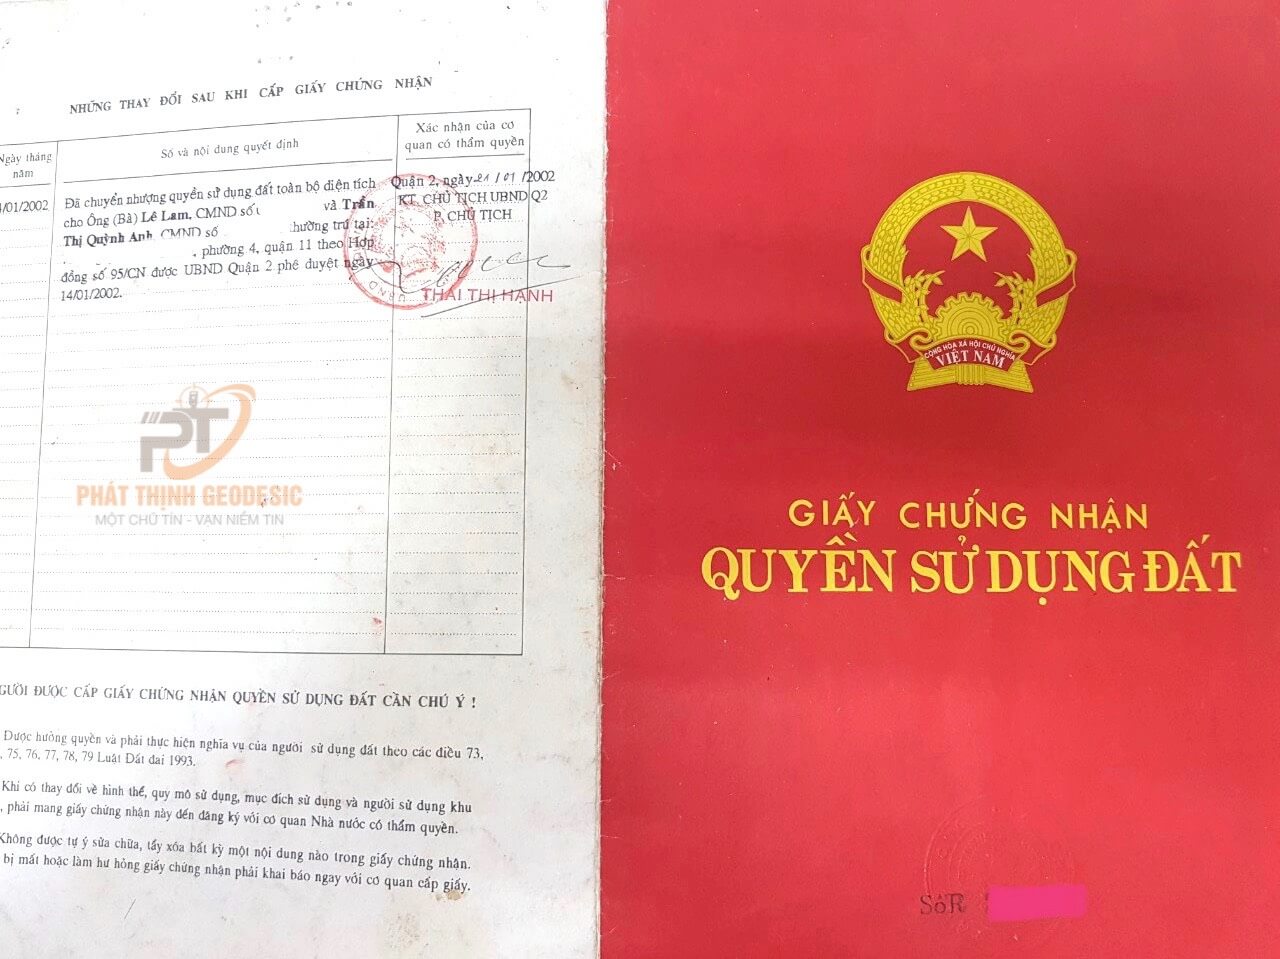 NHỮNG THAY ĐỔI SAU KHI CẤP GIẤY CHỨNG NHẬN
Ngày tháng năm
Số và nội dung quyết định
Xác nhận của cơ quan có thẩm quyền
/01/2002
Đã chuyển nhượng quyền sử dụng đất toàn bộ diện tích
cho Ông (Bà) Lê Lam, CMND số và Trần
Thị Quỳnh Anh, CMND số hường trú tại:
, phường 4, quận 11 theo Hợp
đồng số 95/CN được UBND Quận 2 phê duyệt ngày
14/01/2002.
Quận 2, ngày 21/01/2002
KT. CHỦ TỊCH UBND Q2
P. CHỦ TỊCH
THÁI THỊ HẠNH
PT
PHÁT THỊNH GEODESIC
MỘT CHỮ TÍN - VẠN NIỀM TIN
GƯỜI ĐƯỢC CẤP GIẤY CHỨNG NHẬN QUYỀN SỬ DỤNG ĐẤT CẦN CHÚ Ý !
Được hưởng quyền và phải thực hiện nghĩa vụ của người sử dụng đất theo các điều 73,
, 75, 76, 77, 78, 79 Luật Đất đai 1993.
Khi có thay đổi về hình thể, quy mô sử dụng, mục đích sử dụng và người sử dụng khu
, phải mang giấy chứng nhận này đến đăng ký với cơ quan Nhà nước có thẩm quyền.
Không được tự ý sửa chữa, tẩy xóa bất kỳ một nội dung nào trong giấy chứng nhận.
bị mất hoặc làm hư hỏng giấy chứng nhận phải khai báo ngay với cơ quan cấp giấy.
CỘNG HÒA XÃ HỘI CHỦ NGHĨA
VIỆT NAM
GIẤY CHỨNG NHẬN
QUYỀN SỬ DỤNG ĐẤT
Số R